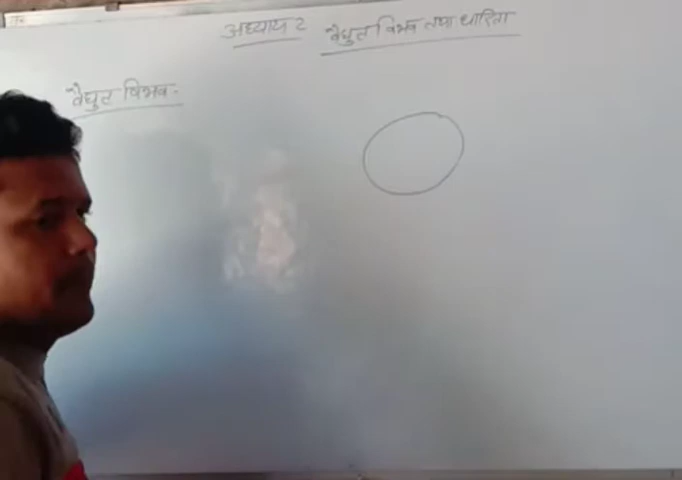 अध्याय 2 वैद्युत विभव तथा धारिता
वैद्युत विभव :